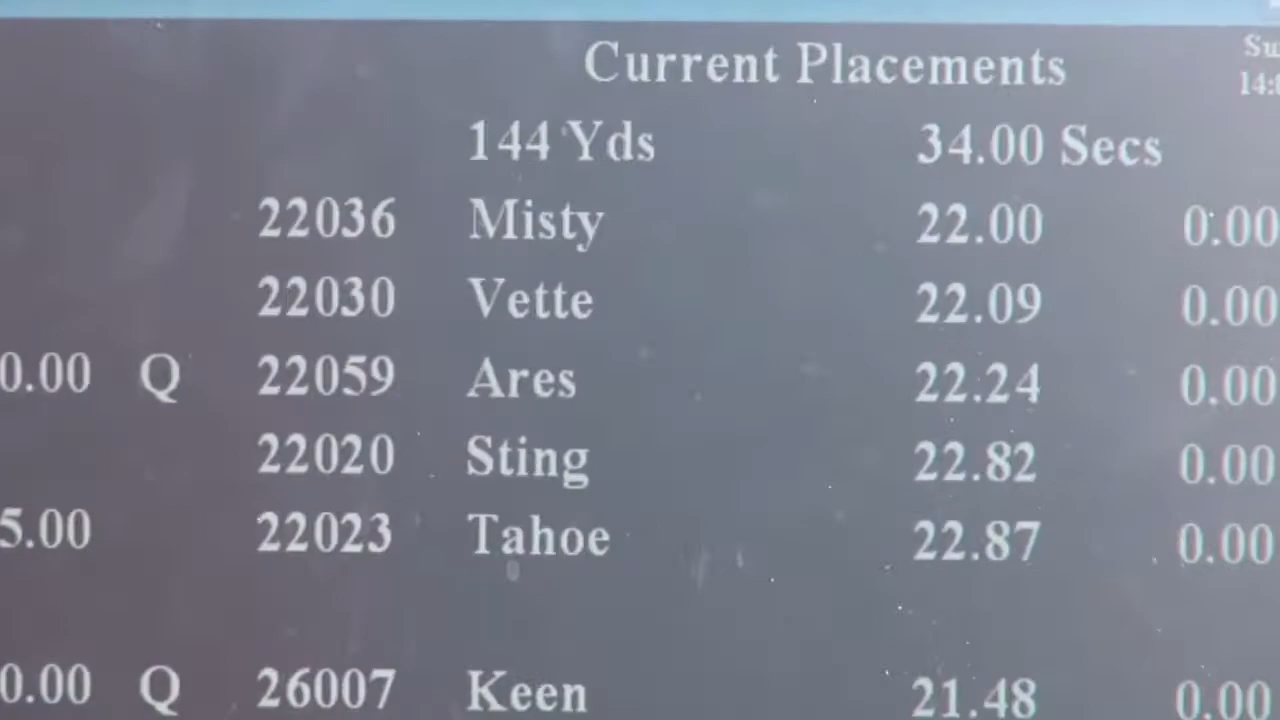 Current Placements
144 Yds 34.00 Secs
22036 Misty 22.00 0.00
22030 Vette 22.09 0.00
0.00 Q 22059 Ares 22.24 0.00
22020 Sting 22.82 0.00
5.00 22023 Tahoe 22.87 0.00
0.00 Q 26007 Keen 21.48 0.00